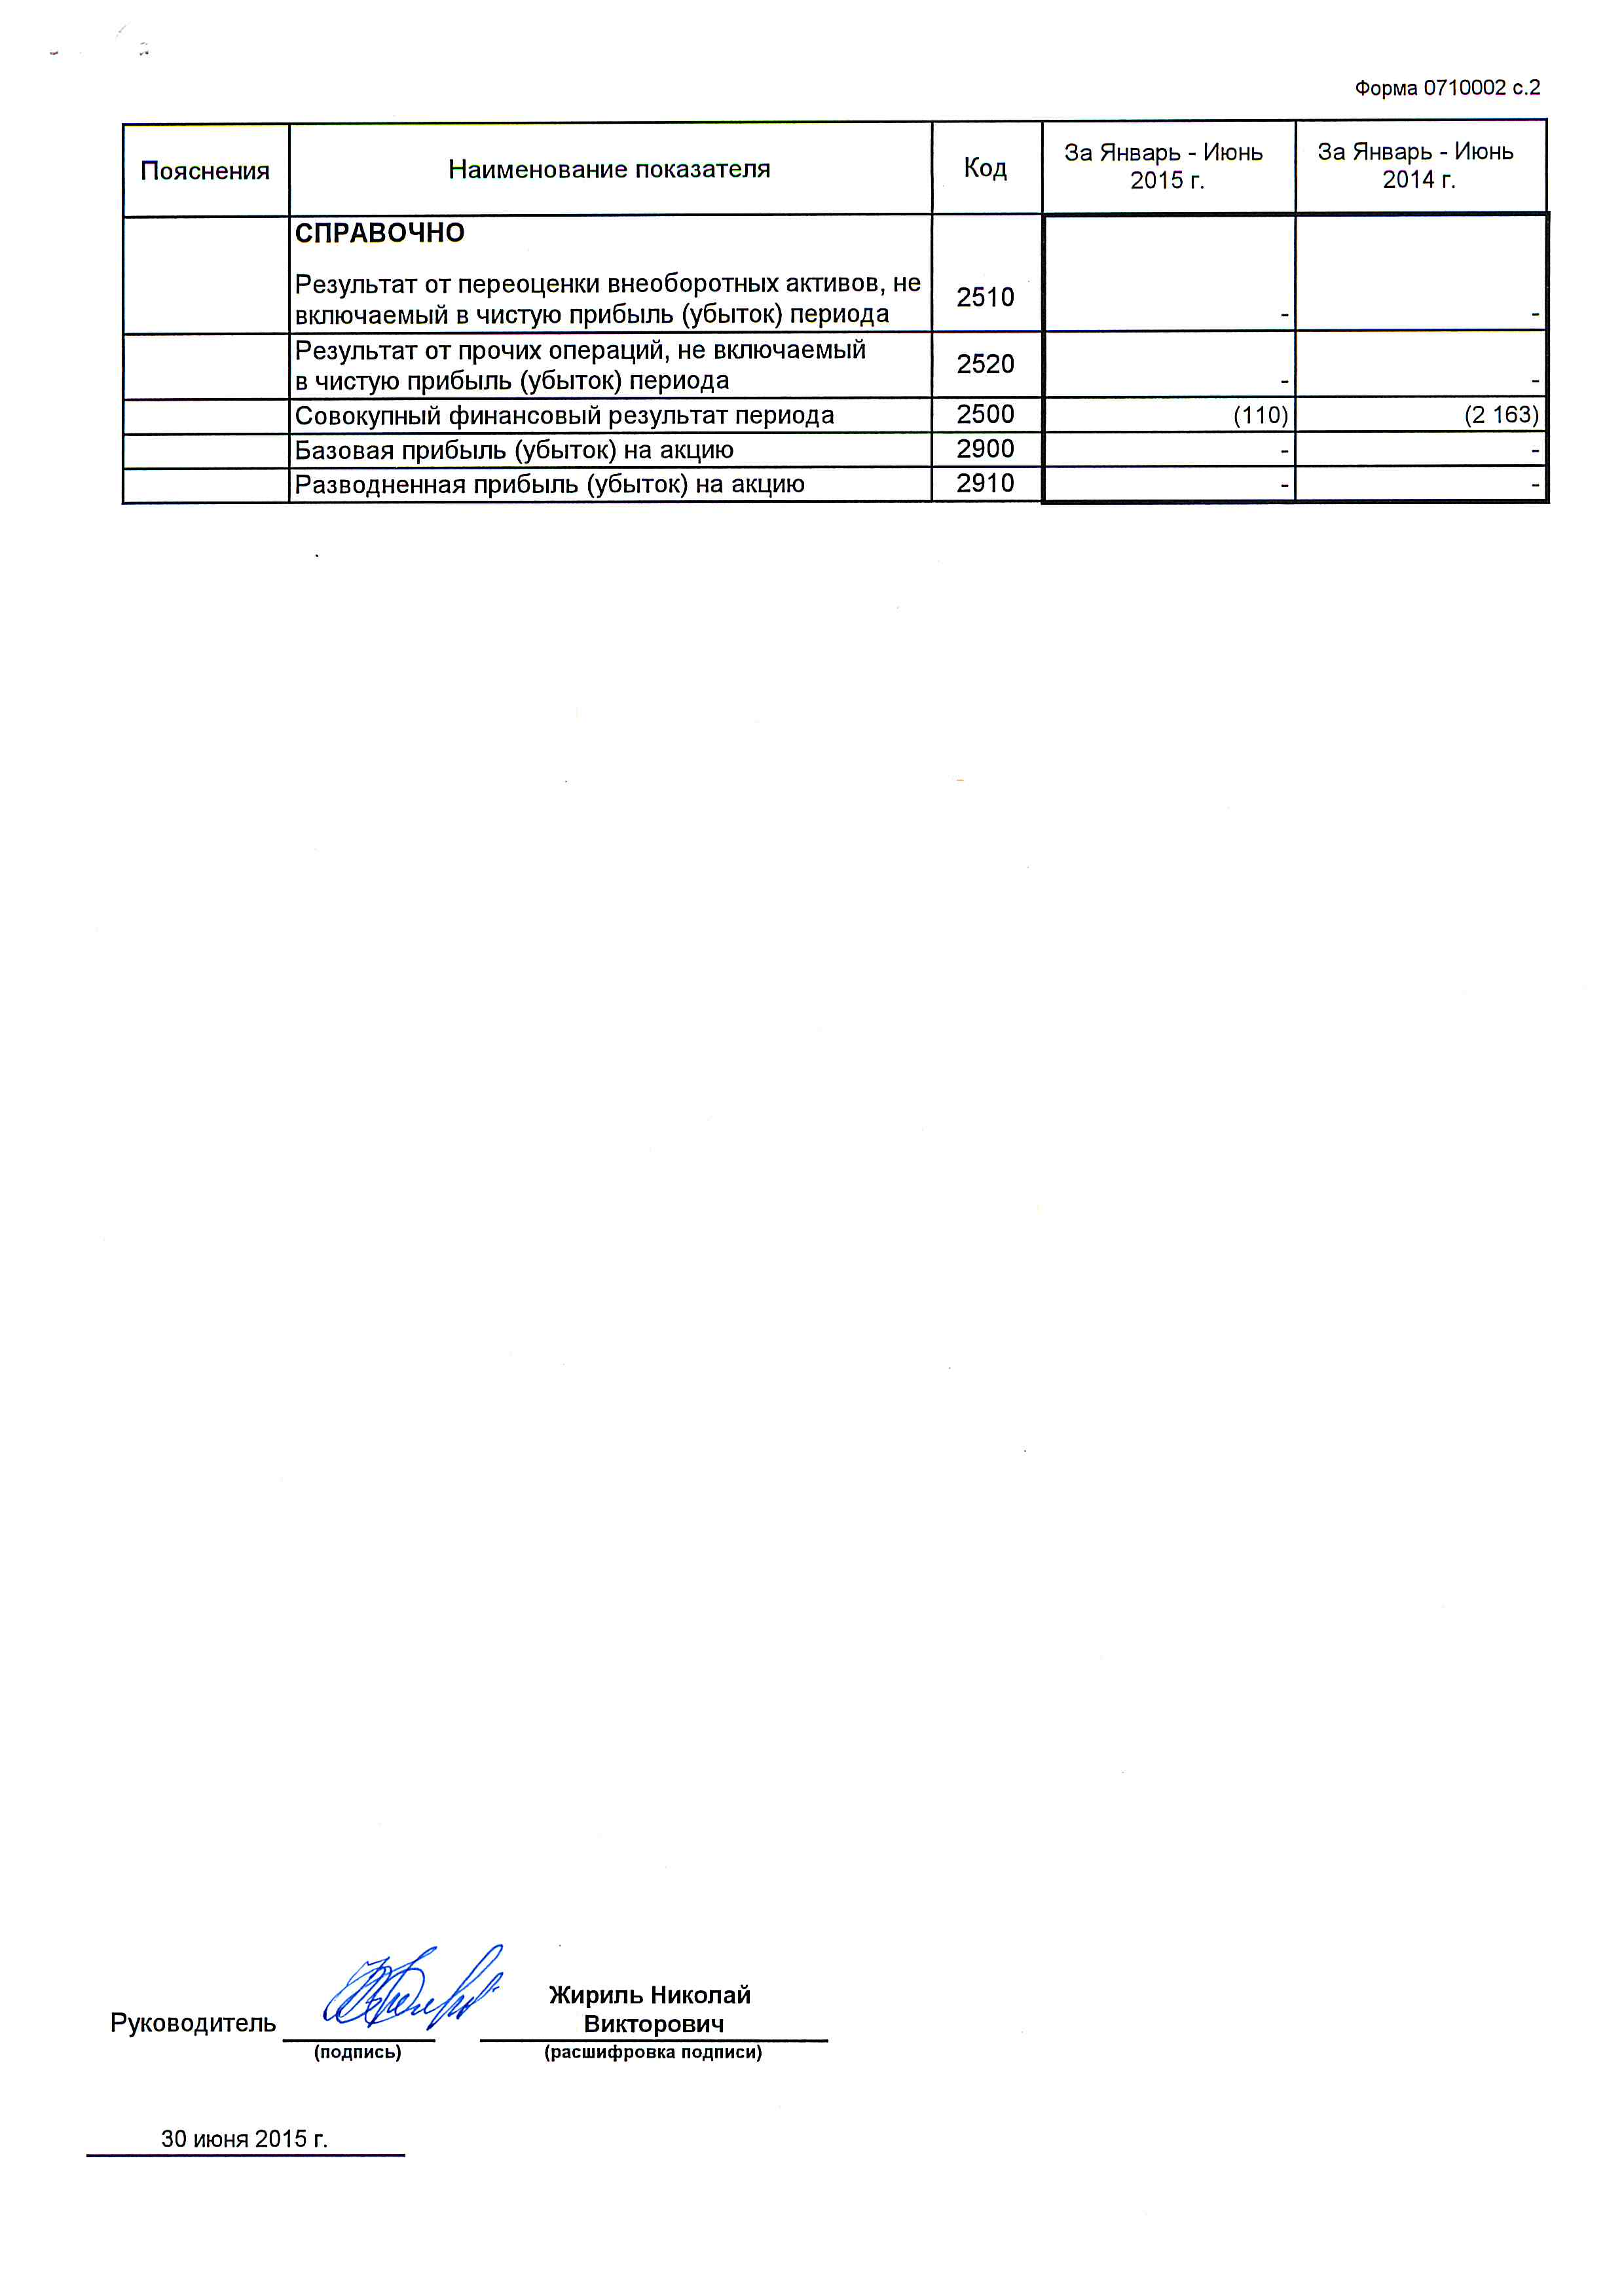 Форма 0710002 с.2
Пояснения Наименование показателя Код За Январь - Июнь 2015 г. За Январь - Июнь 2014 г.
СПРАВОЧНО
Результат от переоценки внеоборотных активов, не
включаемый в чистую прибыль (убыток) периода 2510 - -
Результат от прочих операций, не включаемый
в чистую прибыль (убыток) периода 2520 - -
Совокупный финансовый результат периода 2500 (110) (2 163)
Базовая прибыль (убыток) на акцию 2900 - -
Разводненная прибыль (убыток) на акцию 2910 - -
Жириль Николай
Руководитель Викторович
(подпись) (расшифровка подписи)
30 июня 2015 г.